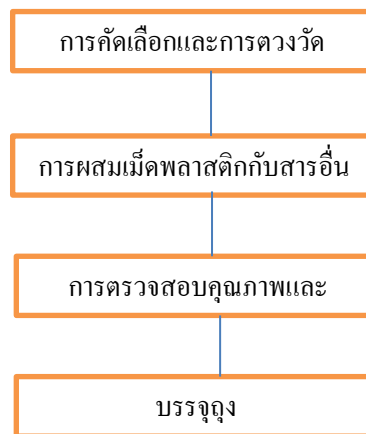 การคัดเลือกและการตวงวัด
การผสมเม็ดพลาสติกกับสารอื่น
การตรวจสอบคุณภาพและ
บรรจุถุง